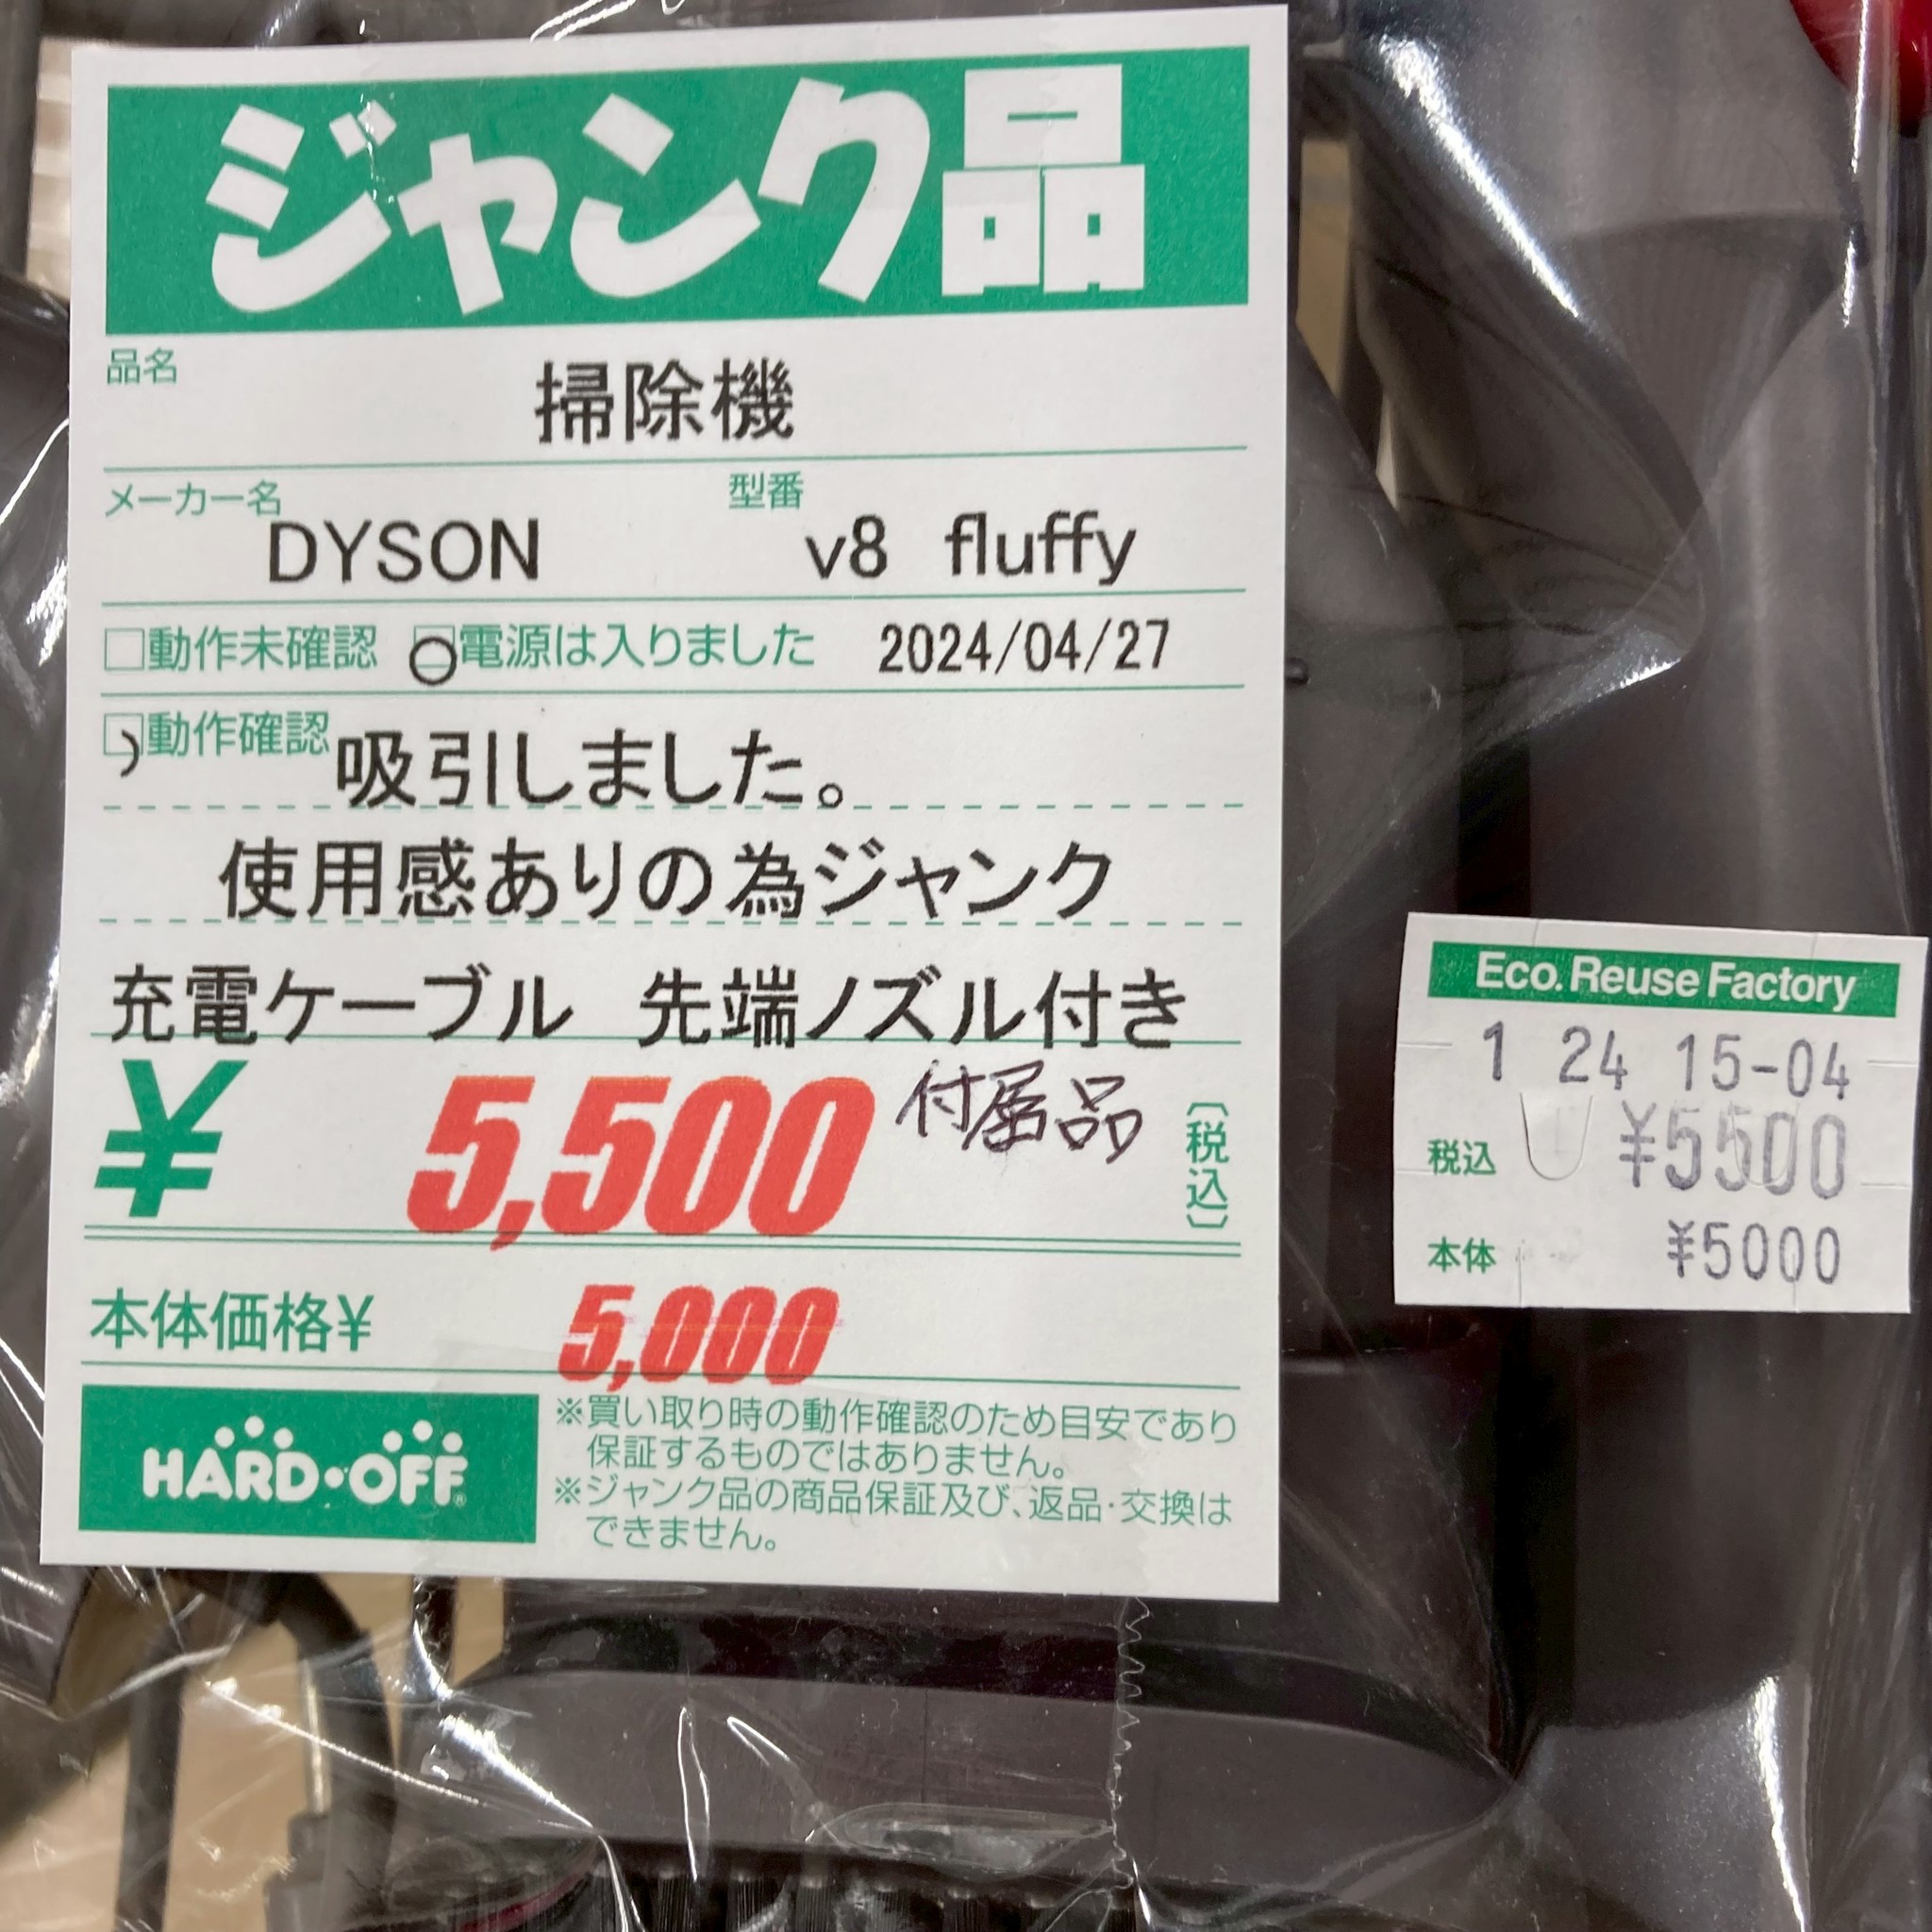 ジャンク品
品名
掃除機
メーカー名 型番
DYSON v8 fluffy
□動作未確認 □電源は入りました 2024/04/27
□動作確認 吸引しました。
使用感ありの為ジャンク
充電ケーブル 先端ノズル付き
¥ 5,500 付属品 〔税込〕
本体価格¥ 5,000
HARD・OFF®
※買い取り時の動作確認のため目安であり
保証するものではありません。
※ジャンク品の商品保証及び、返品・交換は
できません。
Eco. Reuse Factory
1 24 15-04
税込 ¥5500
本体 ¥5000